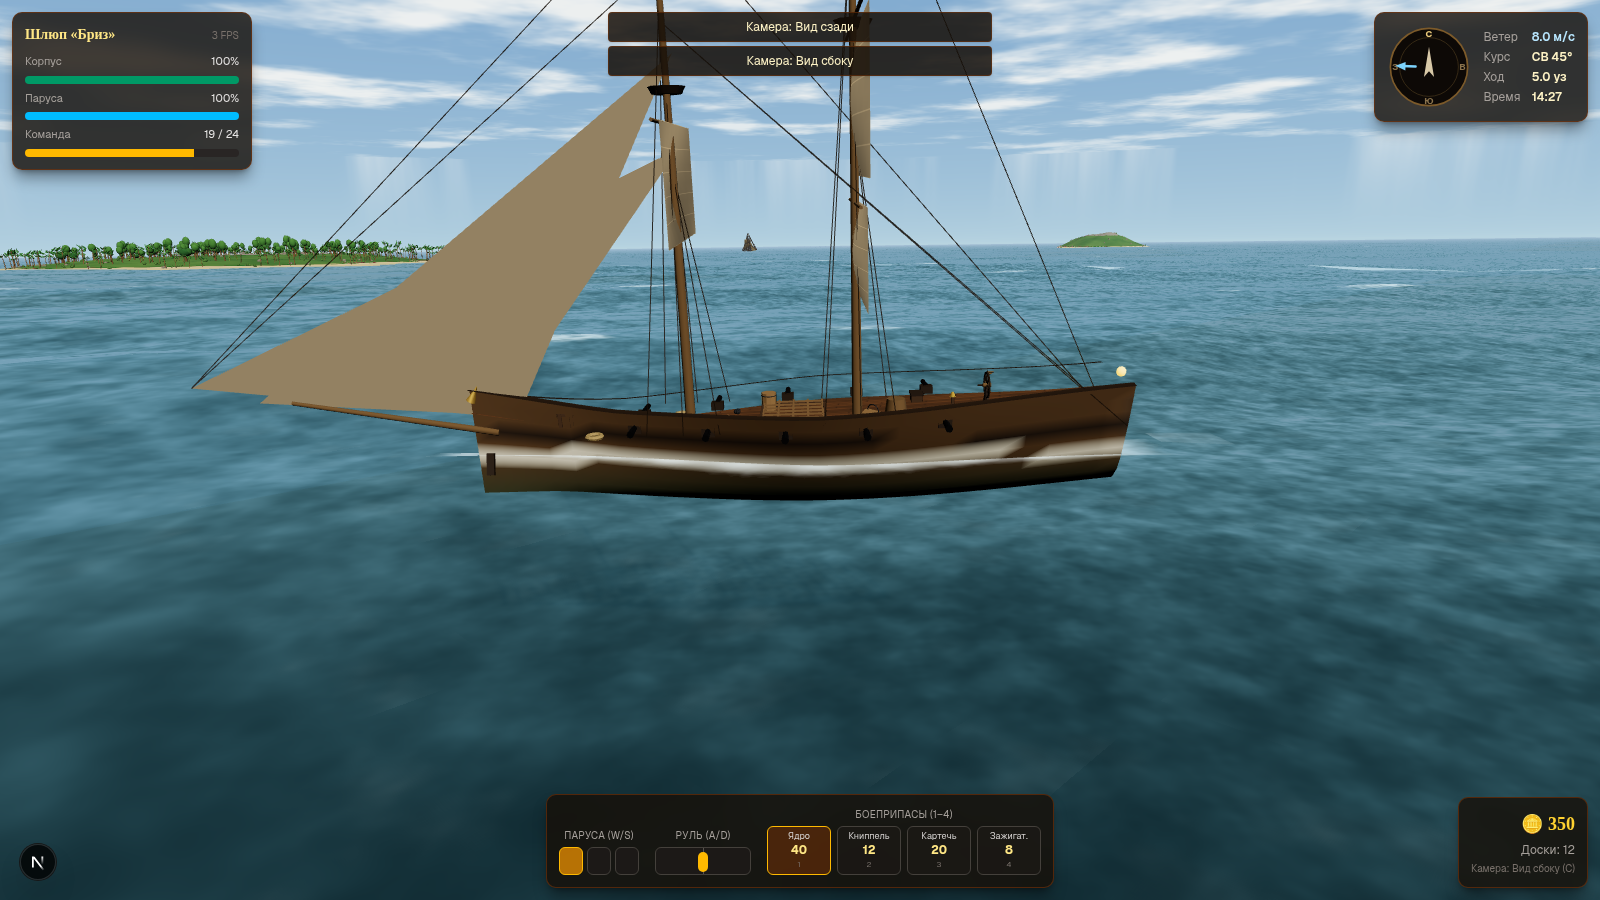 Шлюп «Бриз» 3 FPS
Корпус 100%
Паруса 100%
Команда 19 / 24
Камера: Вид сзади
Камера: Вид сбоку
С
З В
Ю
Ветер 8.0 м/с
Курс СВ 45°
Ход 5.0 уз
Время 14:27
N
ПАРУСА (W/S)
РУЛЬ (A/D)
БОЕПРИПАСЫ (1–4)
Ядро 40 1
Книппель 12 2
Картечь 20 3
Зажигат. 8 4
350
Доски: 12
Камера: Вид сбоку (C)